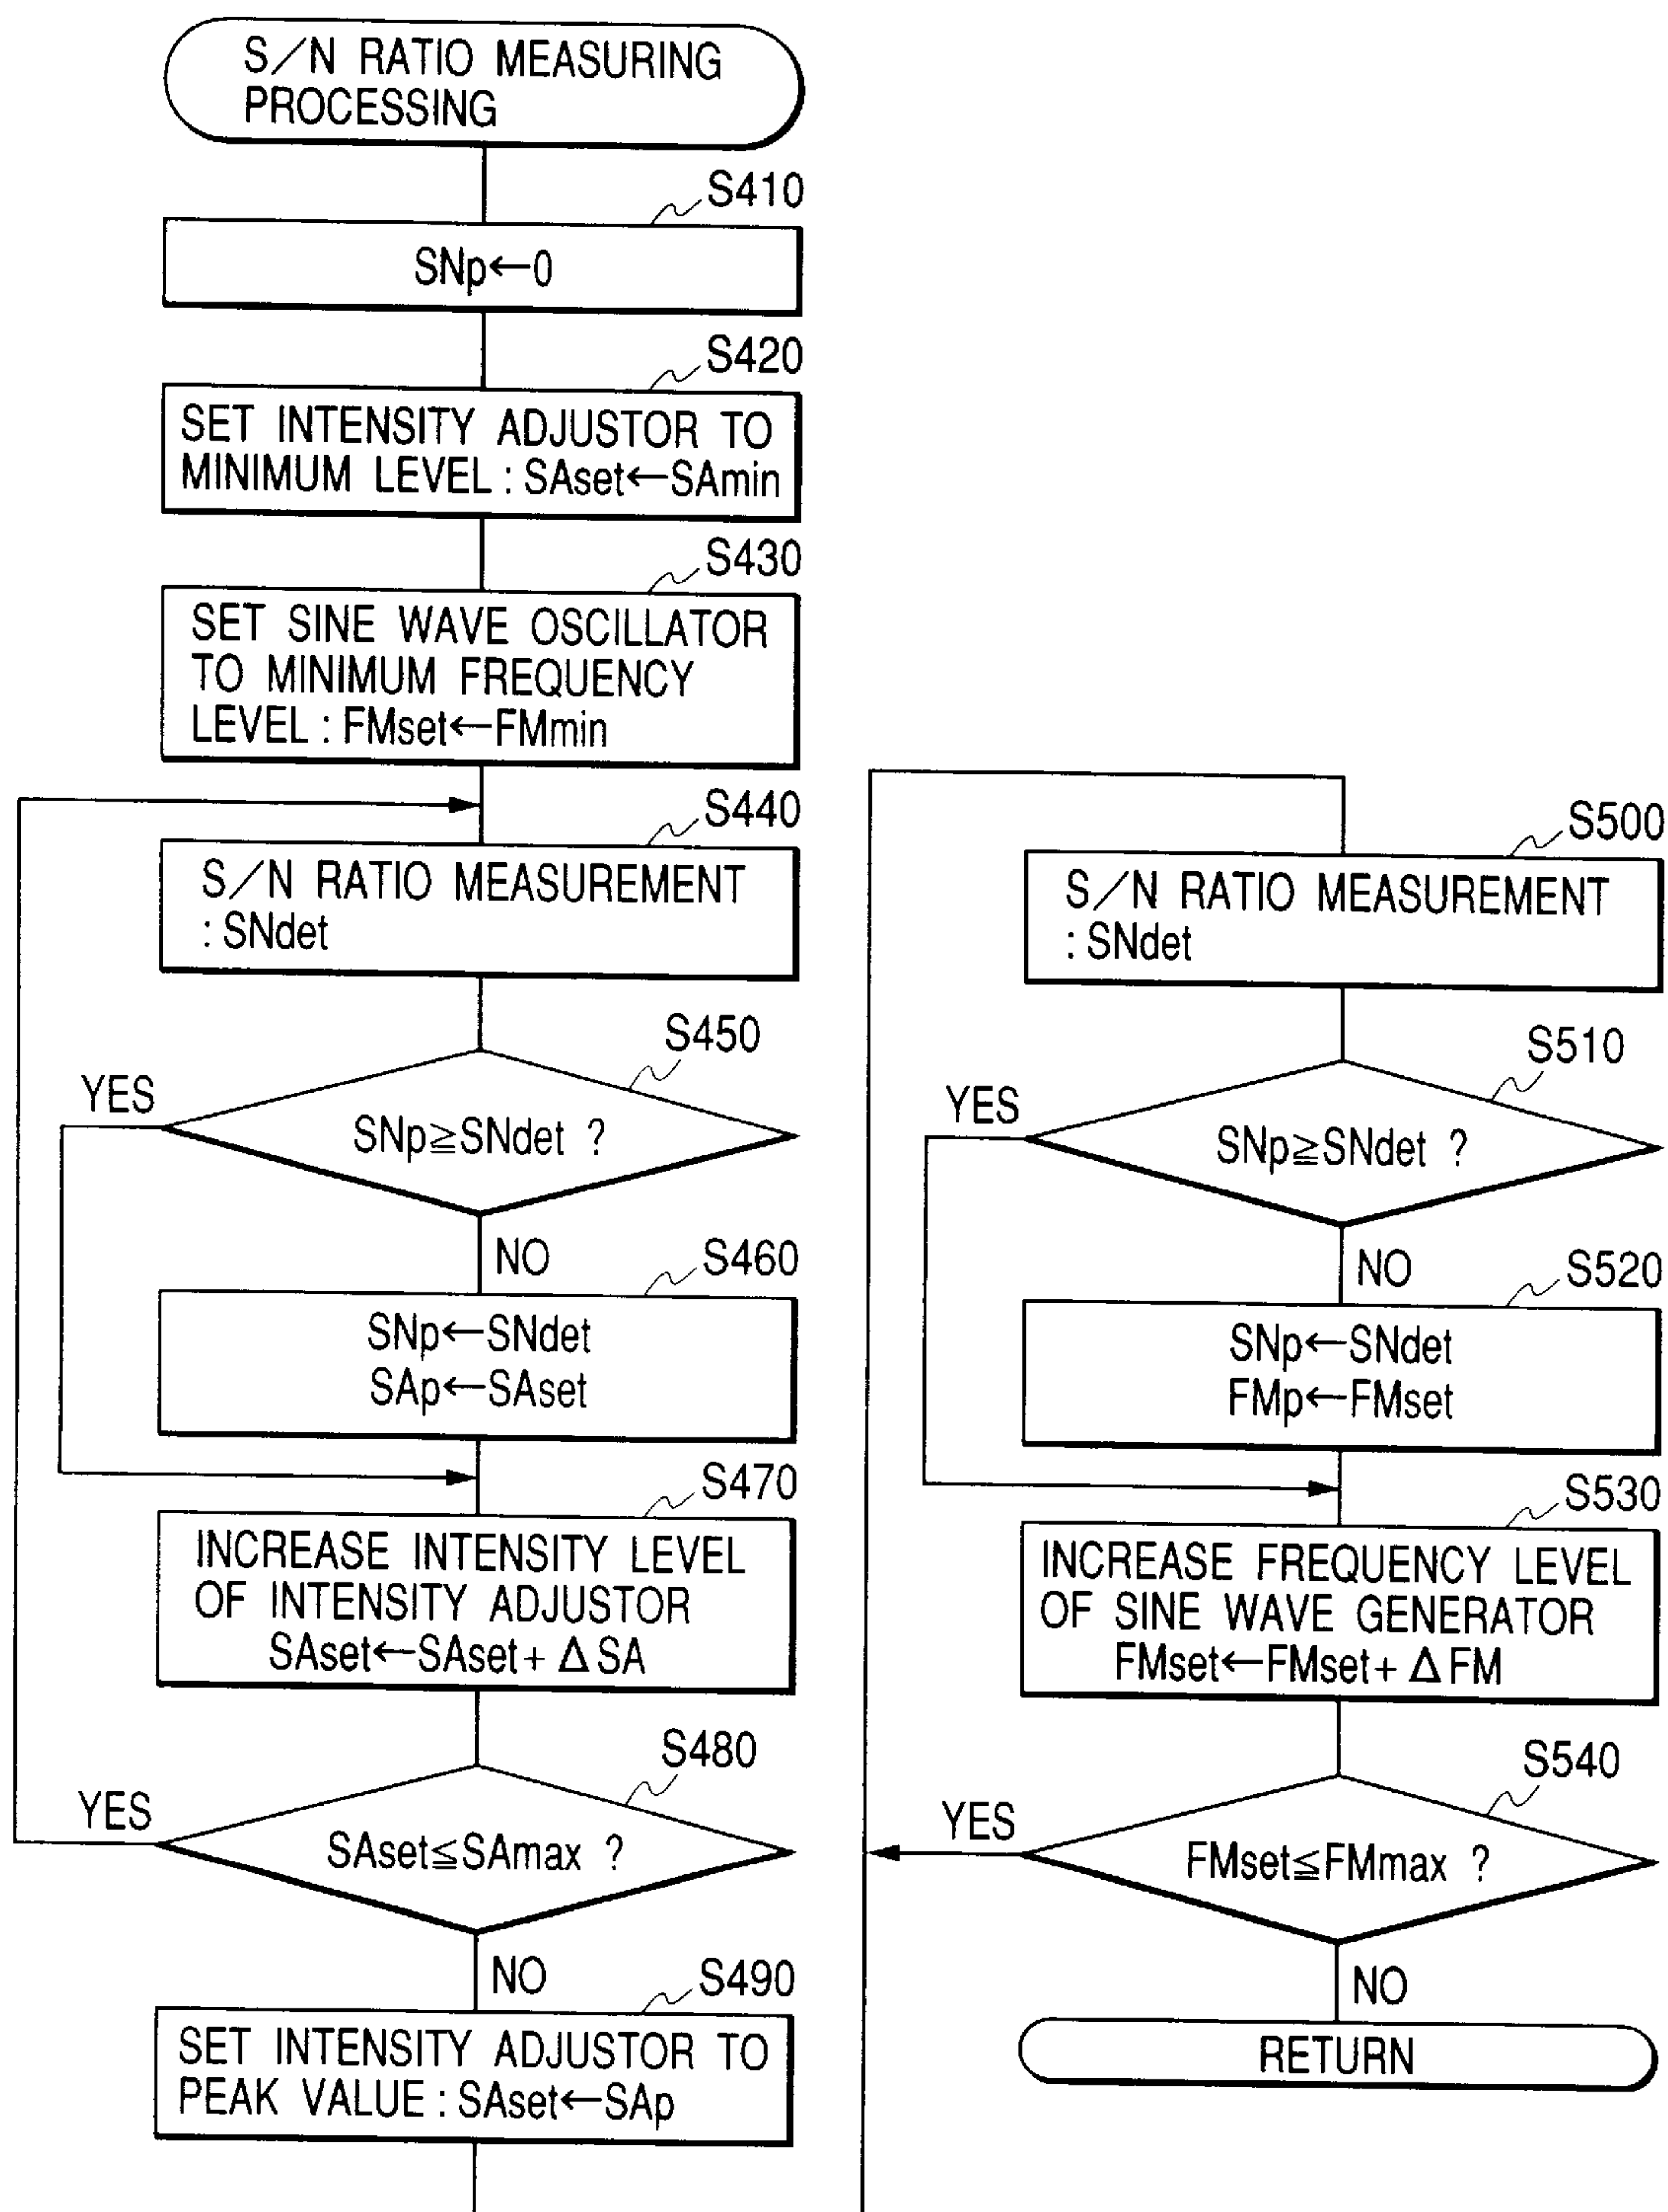 S/N RATIO MEASURING
PROCESSING
S410
SNp←0
S420
SET INTENSITY ADJUSTOR TO
MINIMUM LEVEL : SAset←SAmin
S430
SET SINE WAVE OSCILLATOR
TO MINIMUM FREQUENCY
LEVEL : FMset←FMmin
S440
S/N RATIO MEASUREMENT
: SNdet
S450
YES
SNp≧SNdet ?
NO
S460
SNp←SNdet
SAp←SAset
S470
INCREASE INTENSITY LEVEL
OF INTENSITY ADJUSTOR
SAset←SAset+ Δ SA
S480
YES
SAset≦SAmax ?
NO
S490
SET INTENSITY ADJUSTOR TO
PEAK VALUE : SAset←SAp
S500
S/N RATIO MEASUREMENT
: SNdet
S510
YES
SNp≧SNdet ?
NO
S520
SNp←SNdet
FMp←FMset
S530
INCREASE FREQUENCY LEVEL
OF SINE WAVE GENERATOR
FMset←FMset+ Δ FM
S540
YES
FMset≦FMmax ?
NO
RETURN